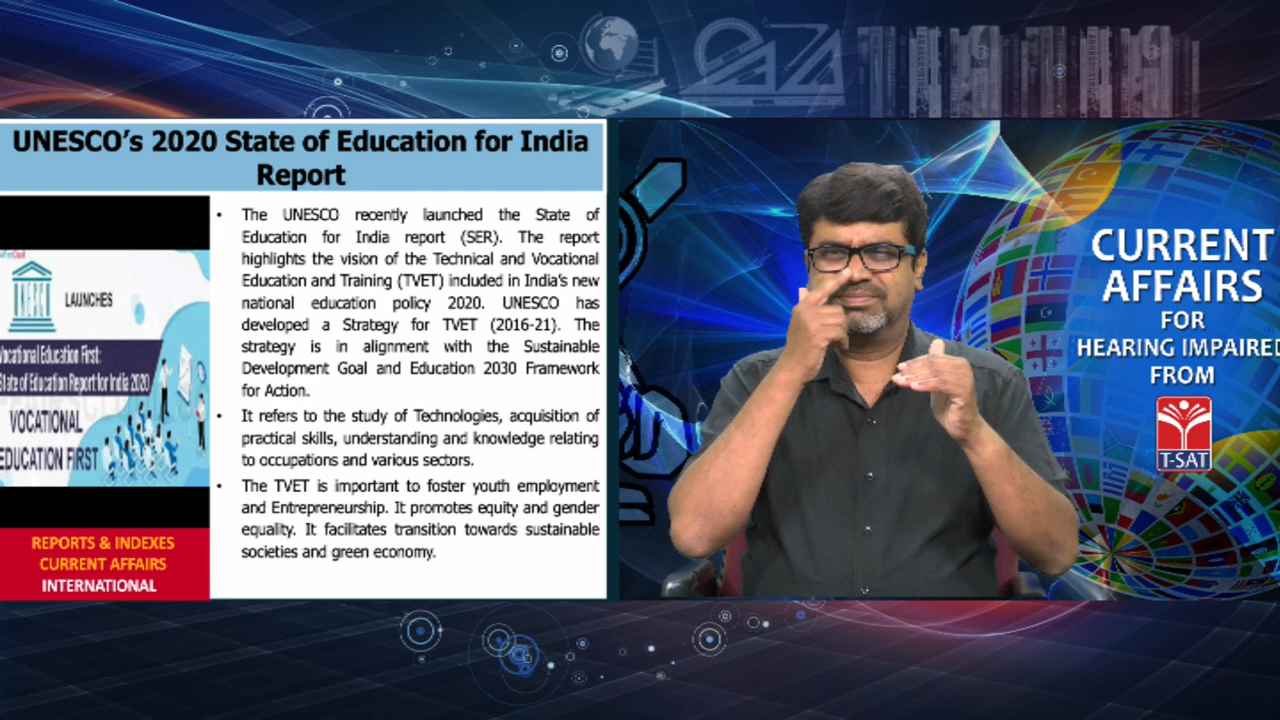 UNESCO's 2020 State of Education for India
Report
• The UNESCO recently launched the State of
Education for India report (SER). The report
highlights the vision of the Technical and Vocational
Education and Training (TVET) included in India's new
national education policy 2020. UNESCO has
developed a Strategy for TVET (2016-21). The
strategy is in alignment with the Sustainable
Development Goal and Education 2030 Framework
for Action.
• It refers to the study of Technologies, acquisition of
practical skills, understanding and knowledge relating
to occupations and various sectors.
• The TVET is important to foster youth employment
and Entrepreneurship. It promotes equity and gender
equality. It facilitates transition towards sustainable
societies and green economy.
UNESCO
LAUNCHES
Vocational Education First:
State of Education Report for India 2020
VOCATIONAL
EDUCATION FIRST
REPORTS & INDEXES
CURRENT AFFAIRS
INTERNATIONAL
CURRENT
AFFAIRS
FOR
HEARING IMPAIRED
FROM
T-SAT